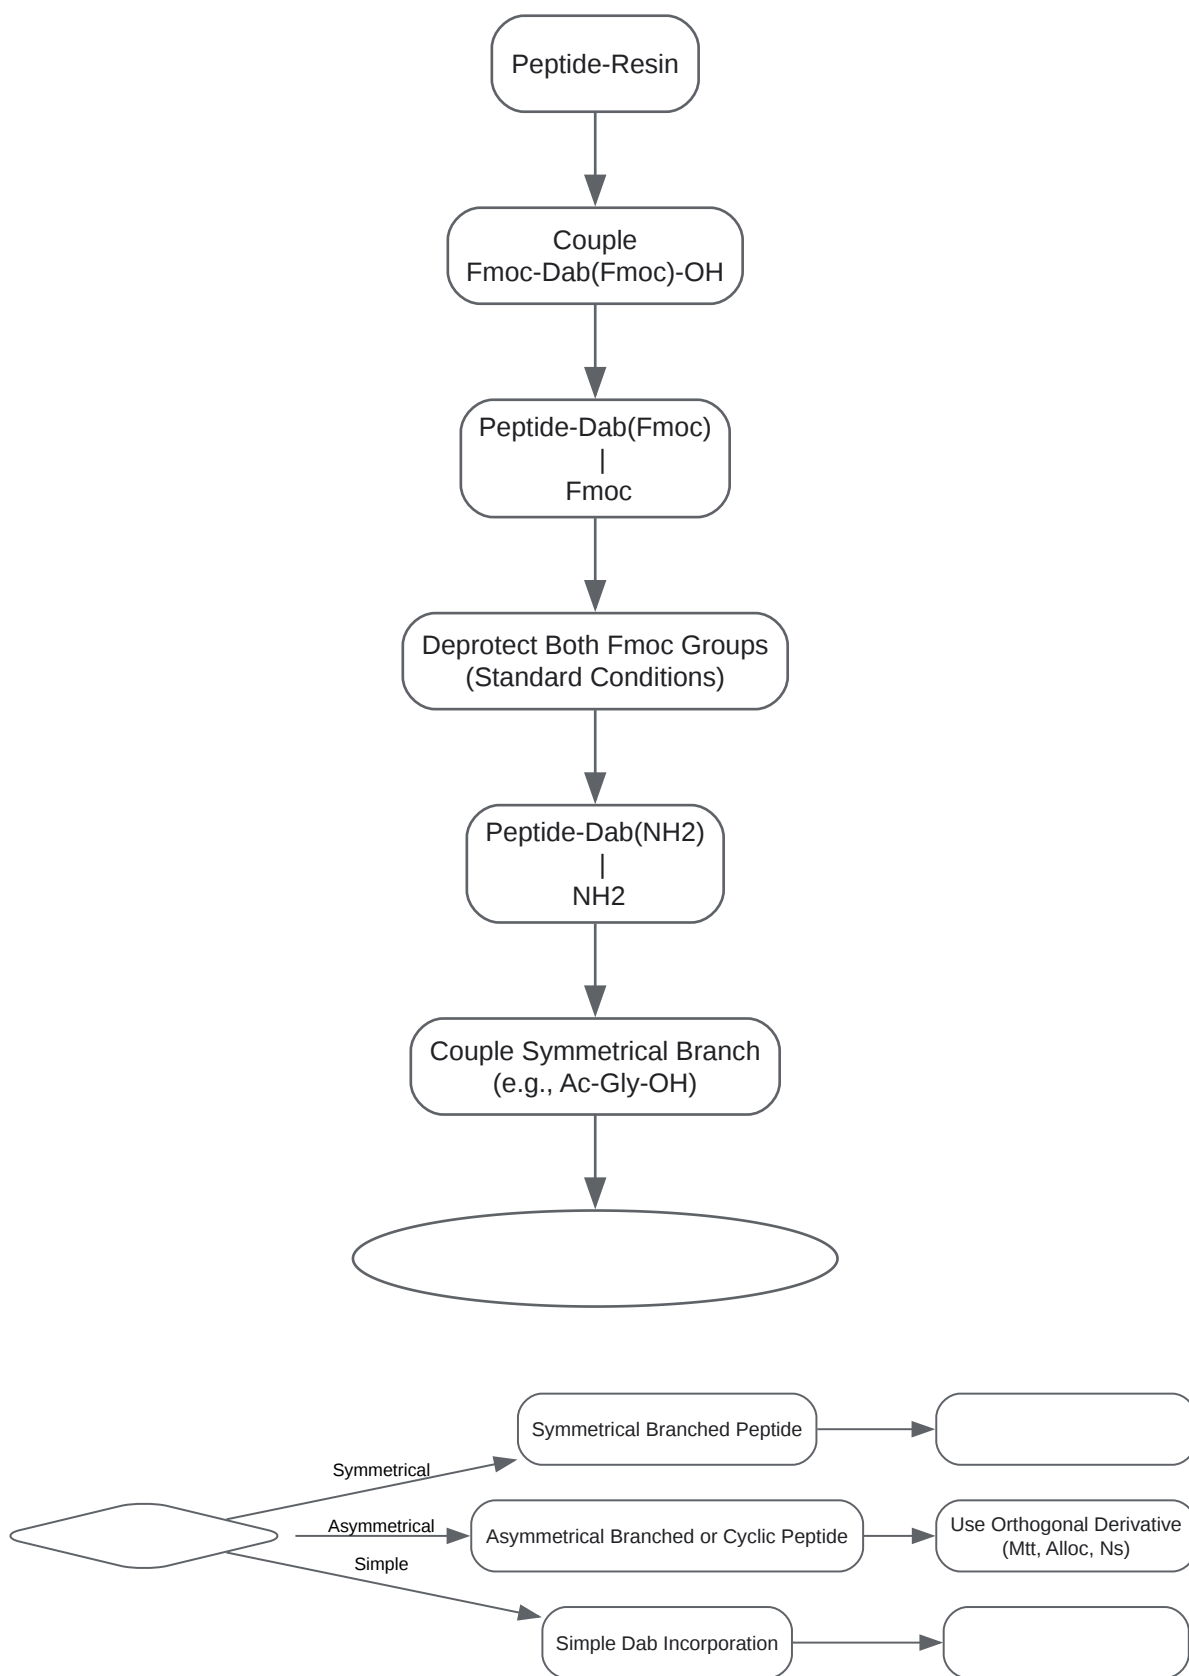 Peptide-Resin
Couple
Fmoc-Dab(Fmoc)-OH
Peptide-Dab(Fmoc)
|
Fmoc
Deprotect Both Fmoc Groups
(Standard Conditions)
Peptide-Dab(NH2)
|
NH2
Couple Symmetrical Branch
(e.g., Ac-Gly-OH)
Symmetrical
Symmetrical Branched Peptide
Asymmetrical
Asymmetrical Branched or Cyclic Peptide
Use Orthogonal Derivative
(Mtt, Alloc, Ns)
Simple
Simple Dab Incorporation